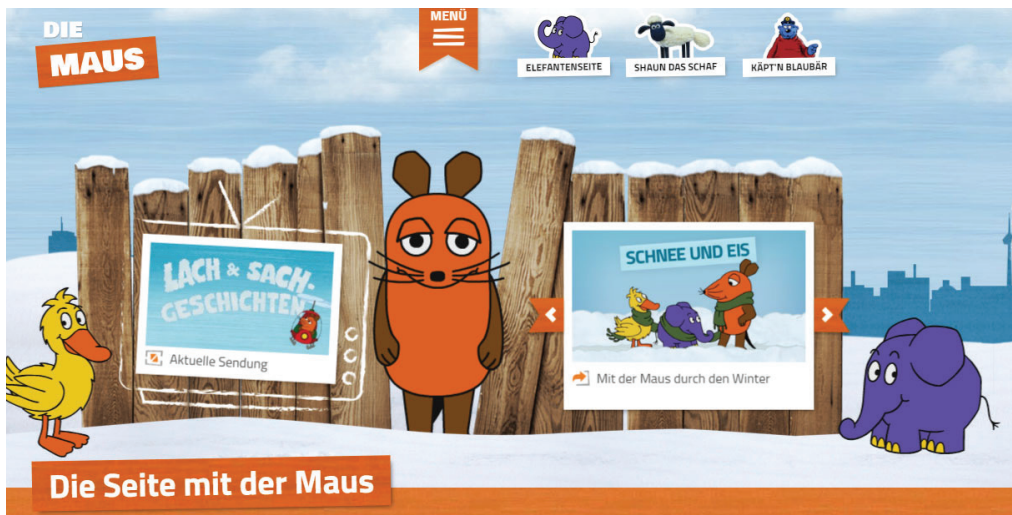 DIE
MAUS
MENÜ
ELEFANTENSEITE
SHAUN DAS SCHAF
KÄPT'N BLAUBÄR
LACH & SACH-
GESCHICHTEN
Aktuelle Sendung
SCHNEE UND EIS
Mit der Maus durch den Winter
Die Seite mit der Maus